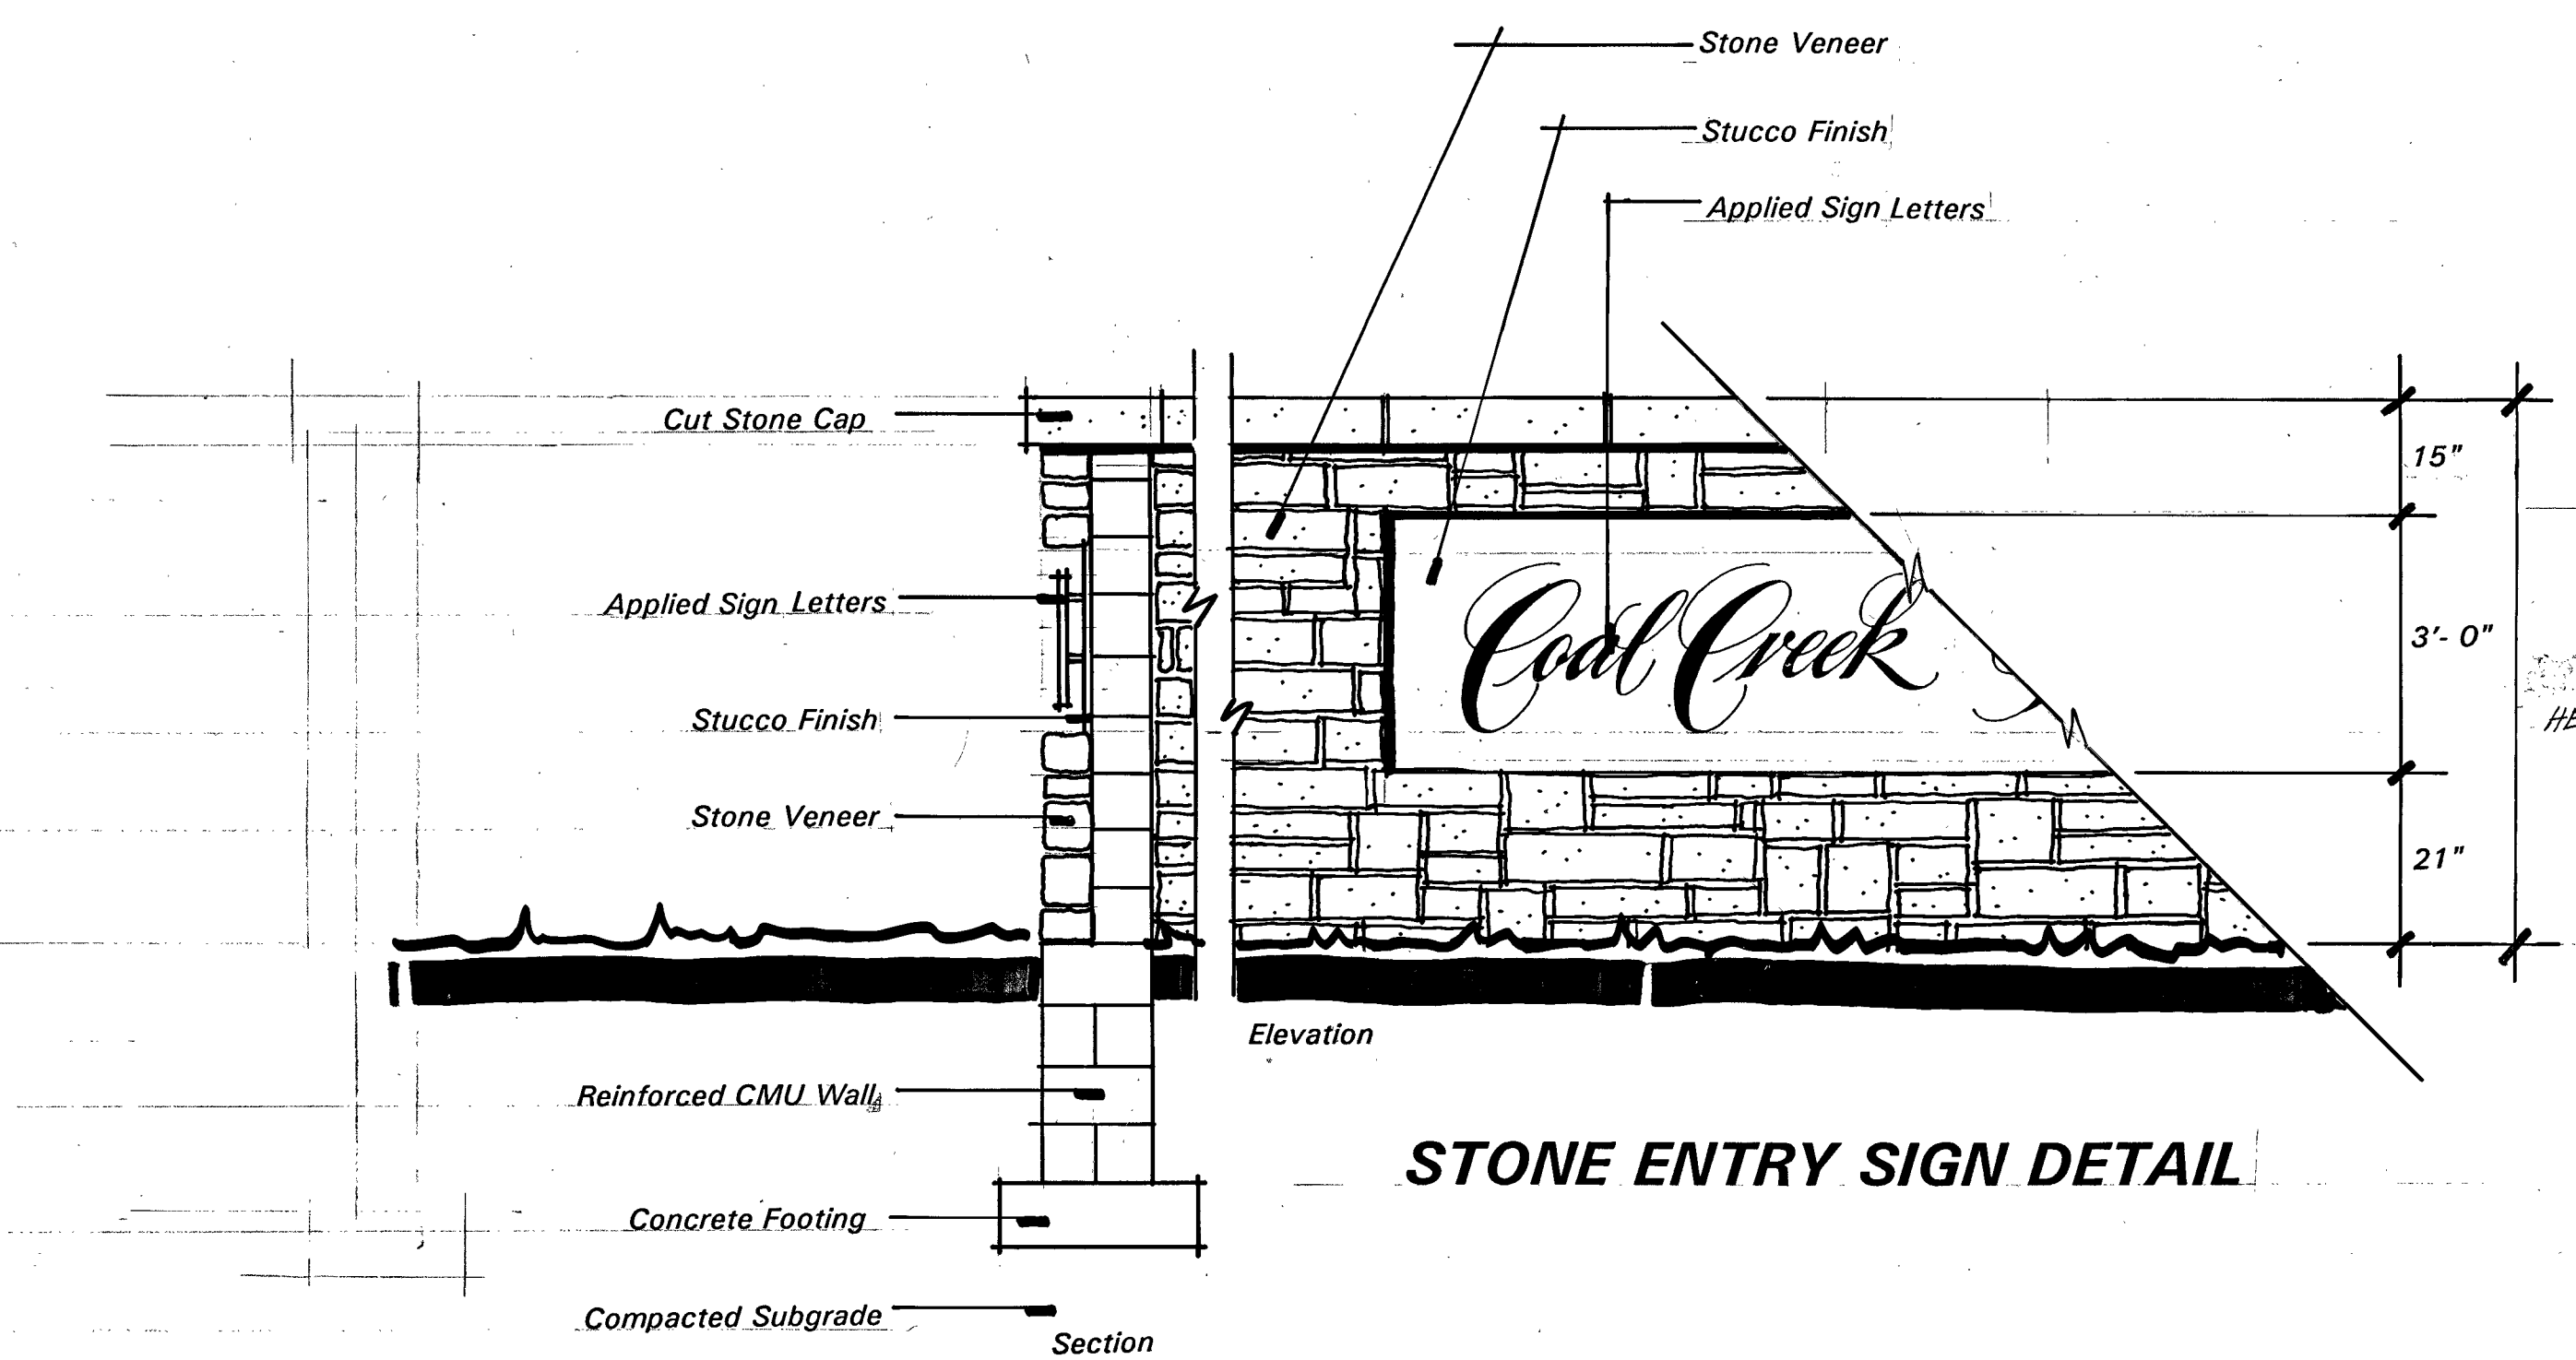 Stone Veneer
Stucco Finish
Applied Sign Letters
Cut Stone Cap
15"
Applied Sign Letters
Coal Creek
3'- 0"
Stucco Finish
Stone Veneer
21"
Elevation
Reinforced CMU Wall
STONE ENTRY SIGN DETAIL
Concrete Footing
Compacted Subgrade
Section